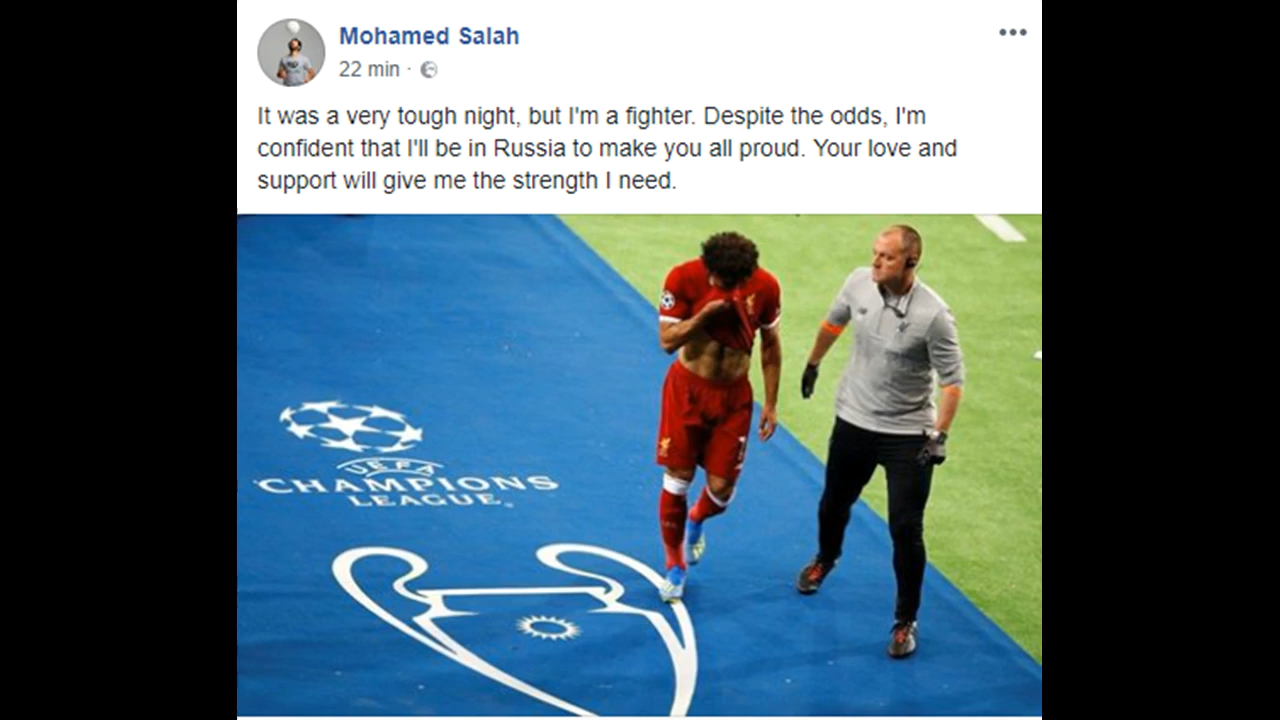 Mohamed Salah
22 min ·
It was a very tough night, but I'm a fighter. Despite the odds, I'm
confident that I'll be in Russia to make you all proud. Your love and
support will give me the strength I need.
UEFA
CHAMPIONS
LEAGUE